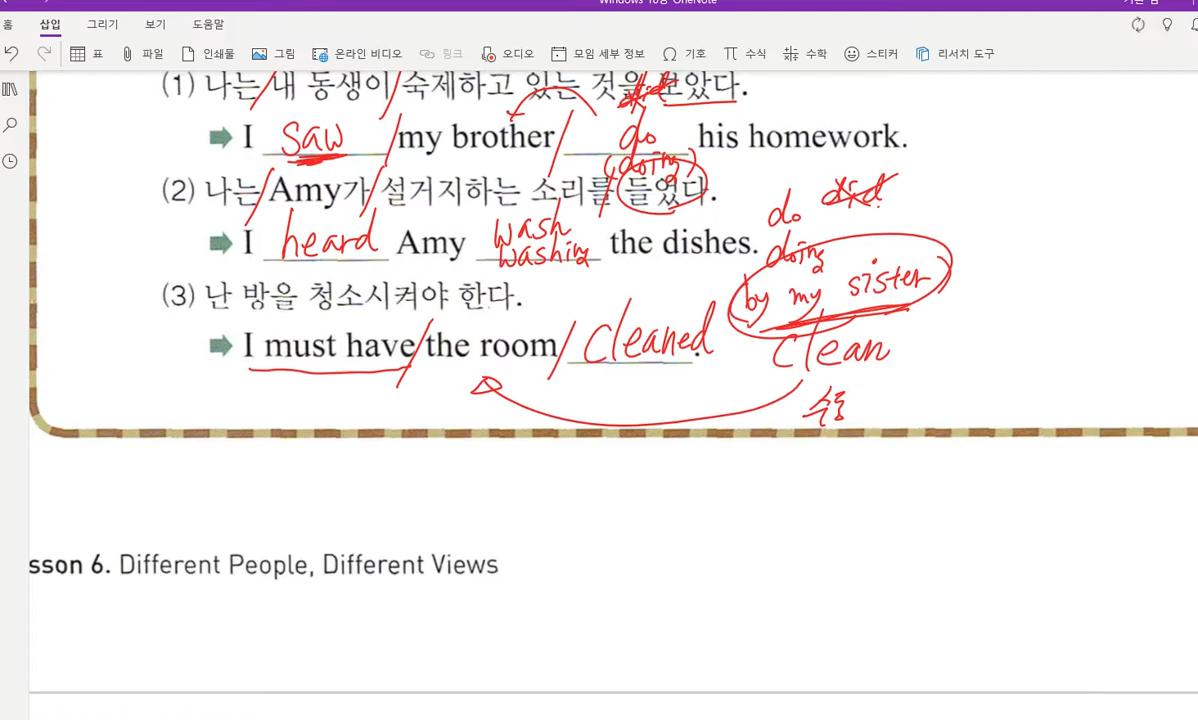 Windows 10용 OneNote
홈 삽입 그리기 보기 도움말
표 파일 인쇄물 그림 온라인 비디오 링크 오디오 모임 세부 정보 기호 수식 수학 스티커 리서치 도구
(1) 나는 내 동생이 숙제하고 있는 것을 보았다.
I saw my brother do his homework.
(doing)
(2) 나는 Amy가 설거지하는 소리를 들었다.
do did
I heard Amy wash the dishes.
washing
doing
by my sister
(3) 난 방을 청소시켜야 한다.
I must have the room cleaned.
clean
수동
sson 6. Different People, Different Views